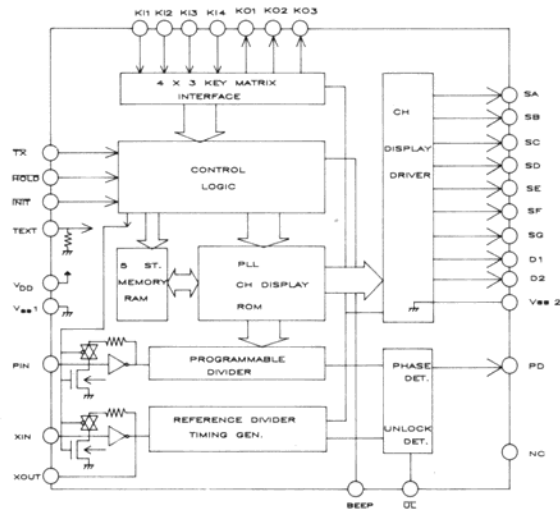 KI1 KI2 KI3 KI4 KO1 KO2 KO3
4 X 3 KEY MATRIX
INTERFACE
CONTROL
LOGIC
5 ST.
MEMORY
RAM
PLL
CH DISPLAY
ROM
PROGRAMMABLE
DIVIDER
REFERENCE DIVIDER
TIMING GEN.
CH
DISPLAY
DRIVER
PHASE
DET.
UNLOCK
DET.
TX
HOLD
INIT
TEXT
VDD
Vss1
PIN
XIN
XOUT
SA
SB
SC
SD
SE
SF
SG
D1
D2
Vss 2
PD
NC
BEEP
UL